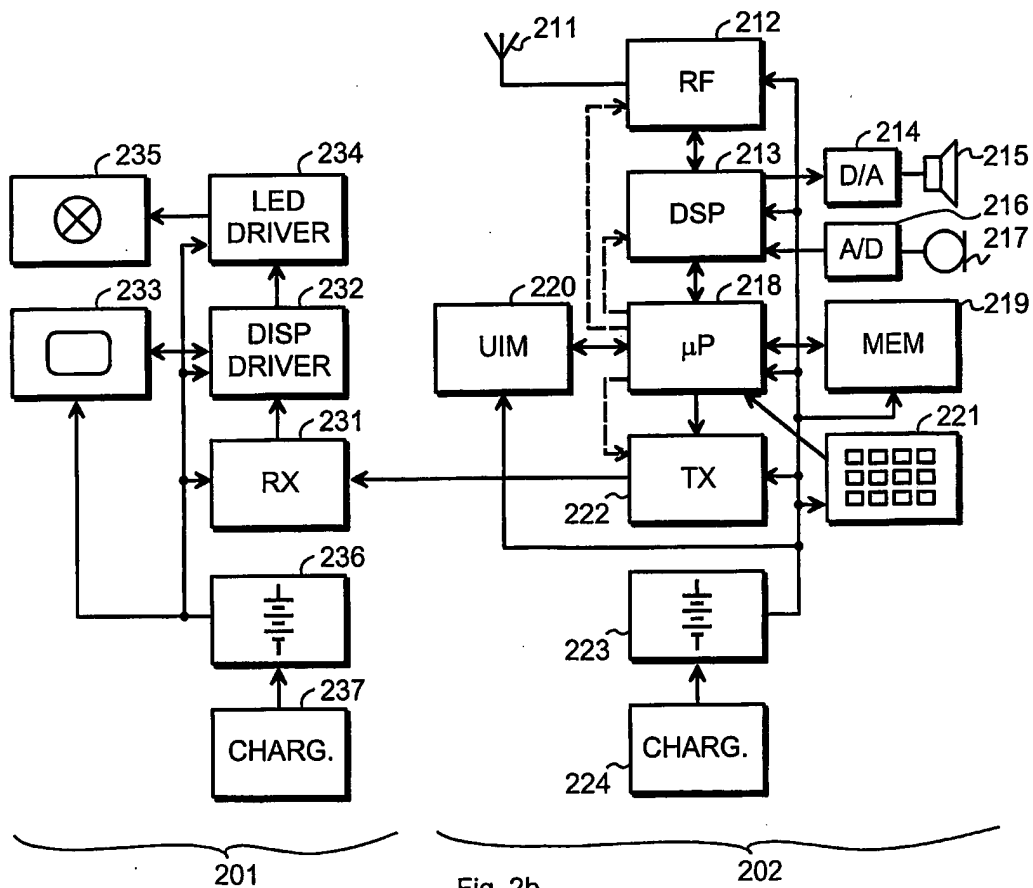 211
212
RF
235
234
LED
DRIVER
213
DSP
214
D/A
215
216
A/D
217
233
232
DISP
DRIVER
220
UIM
218
μP
219
MEM
231
RX
TX
222
221
236
223
237
CHARG.
CHARG.
224
201
202
Fig. 2b